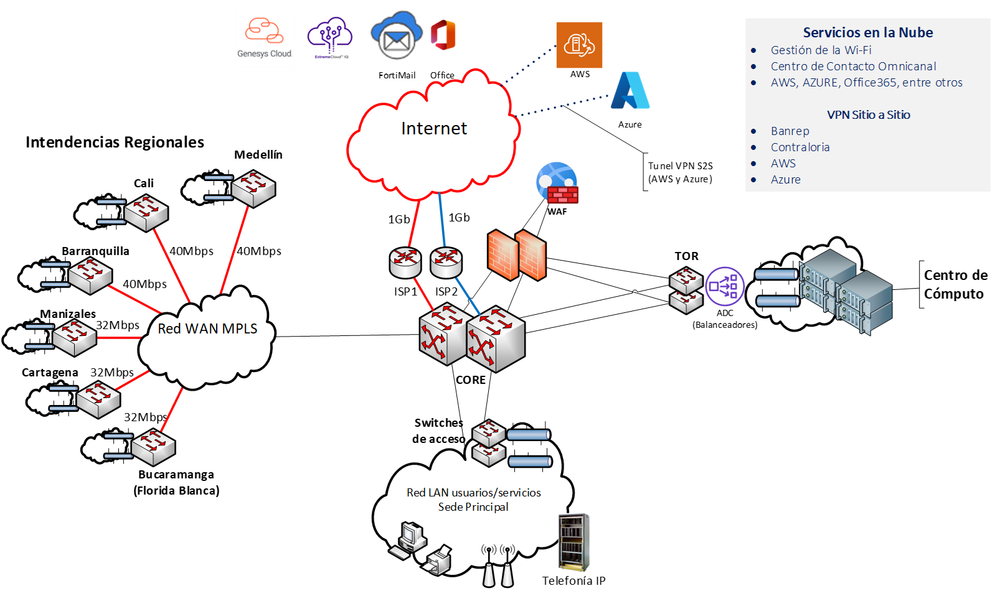 Genesys Cloud
ExtremeCloud™ IQ
FortiMail
Office
AWS
Azure
Servicios en la Nube
• Gestión de la Wi-Fi
• Centro de Contacto Omnicanal
• AWS, AZURE, Office365, entre otros
VPN Sitio a Sitio
• Banrep
• Contraloria
• AWS
• Azure
Internet
Tunel VPN S2S
(AWS y Azure)
Intendencias Regionales
Medellín
Cali
Barranquilla
Manizales
Cartagena
Bucaramanga
(Florida Blanca)
40Mbps
40Mbps
40Mbps
32Mbps
32Mbps
32Mbps
Red WAN MPLS
1Gb
1Gb
ISP1
ISP2
WAF
CORE
TOR
ADC
(Balanceadores)
Centro de
Cómputo
Switches
de acceso
Red LAN usuarios/servicios
Sede Principal
Telefonía IP